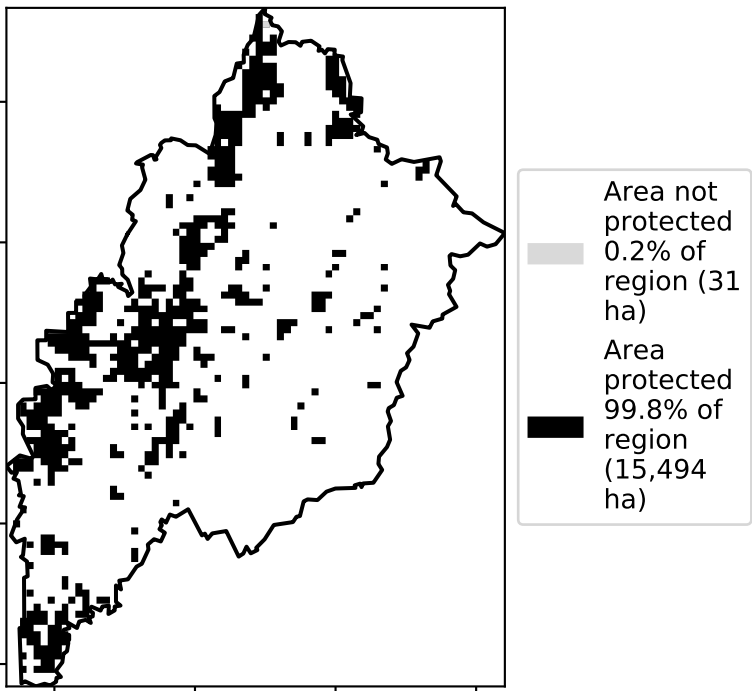 Area not
protected
0.2% of
region (31
ha)
Area
protected
99.8% of
region
(15,494
ha)